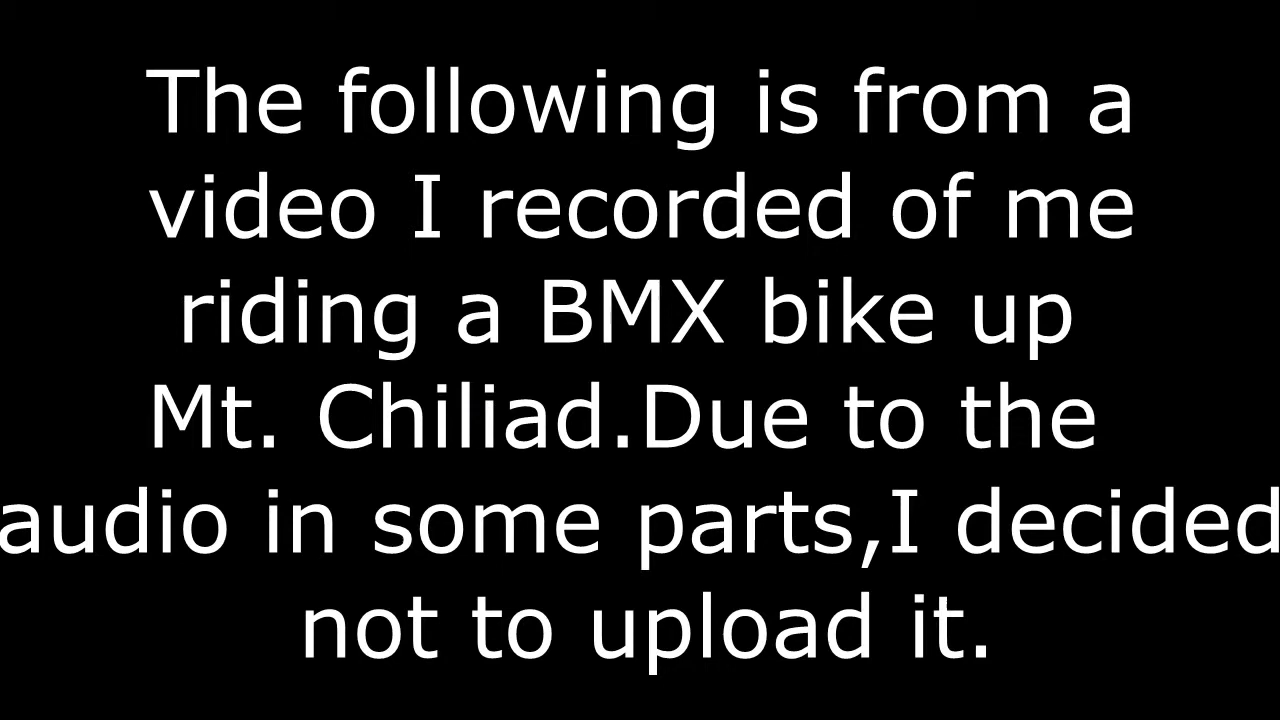 The following is from a
video I recorded of me
riding a BMX bike up
Mt. Chiliad.Due to the
audio in some parts,I decided
not to upload it.